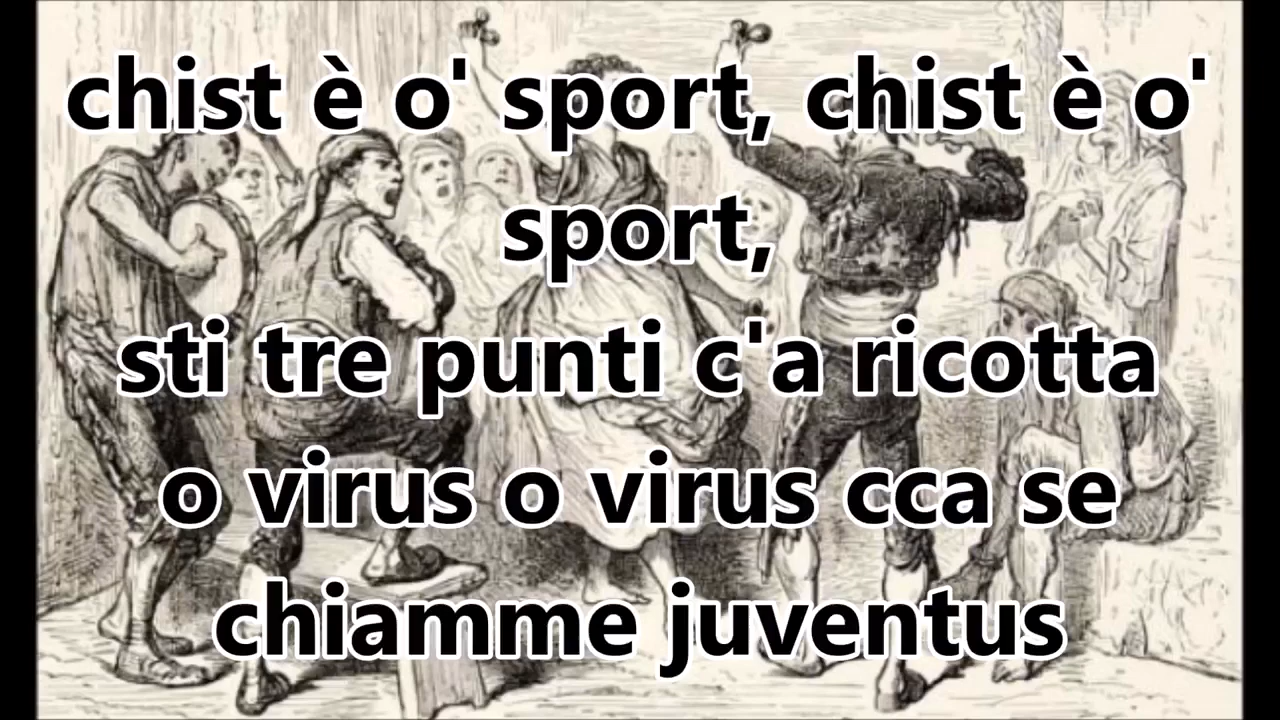 chist è o' sport, chist è o'
sport,
sti tre punti c'a ricotta
o virus o virus cca se
chiamme juventus